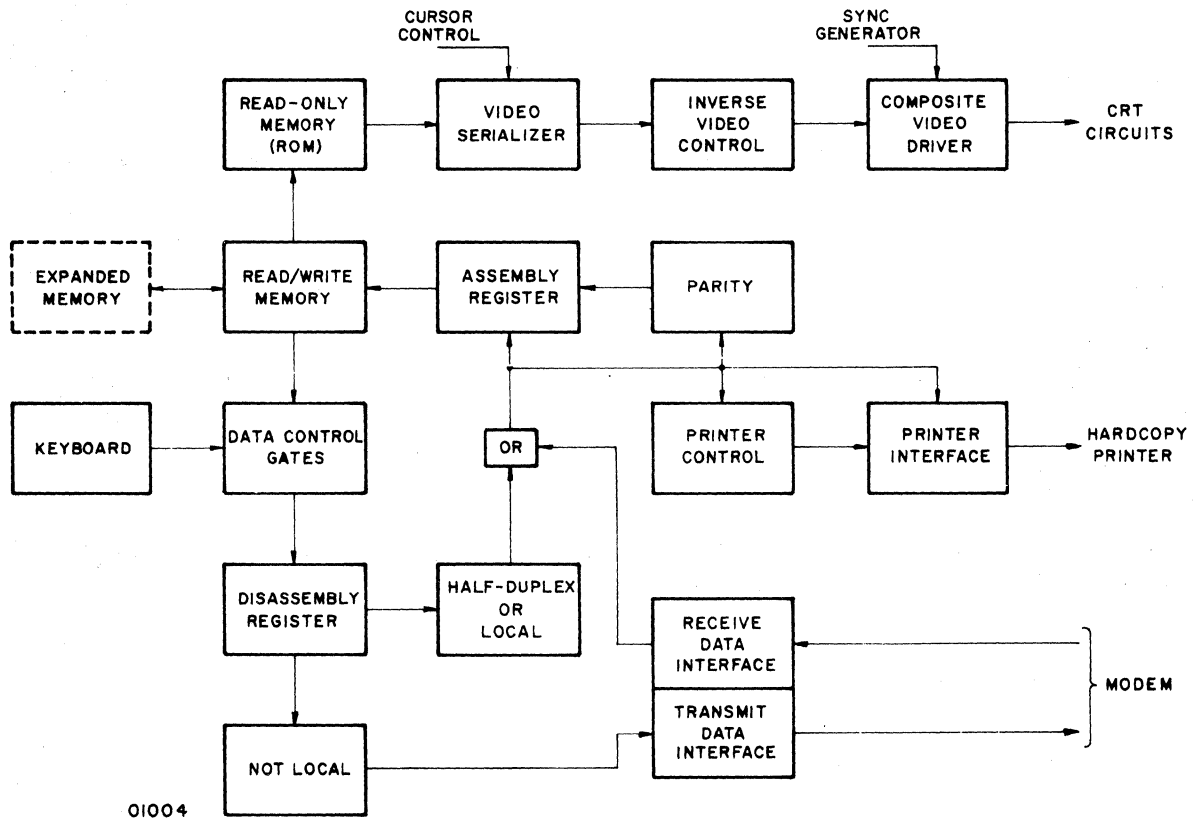 CURSOR
CONTROL
SYNC
GENERATOR
READ-ONLY
MEMORY
(ROM)
VIDEO
SERIALIZER
INVERSE
VIDEO
CONTROL
COMPOSITE
VIDEO
DRIVER
CRT
CIRCUITS
EXPANDED
MEMORY
READ/WRITE
MEMORY
ASSEMBLY
REGISTER
PARITY
KEYBOARD
DATA CONTROL
GATES
OR
PRINTER
CONTROL
PRINTER
INTERFACE
HARDCOPY
PRINTER
DISASSEMBLY
REGISTER
HALF-DUPLEX
OR
LOCAL
RECEIVE
DATA
INTERFACE
TRANSMIT
DATA
INTERFACE
MODEM
NOT LOCAL
01004